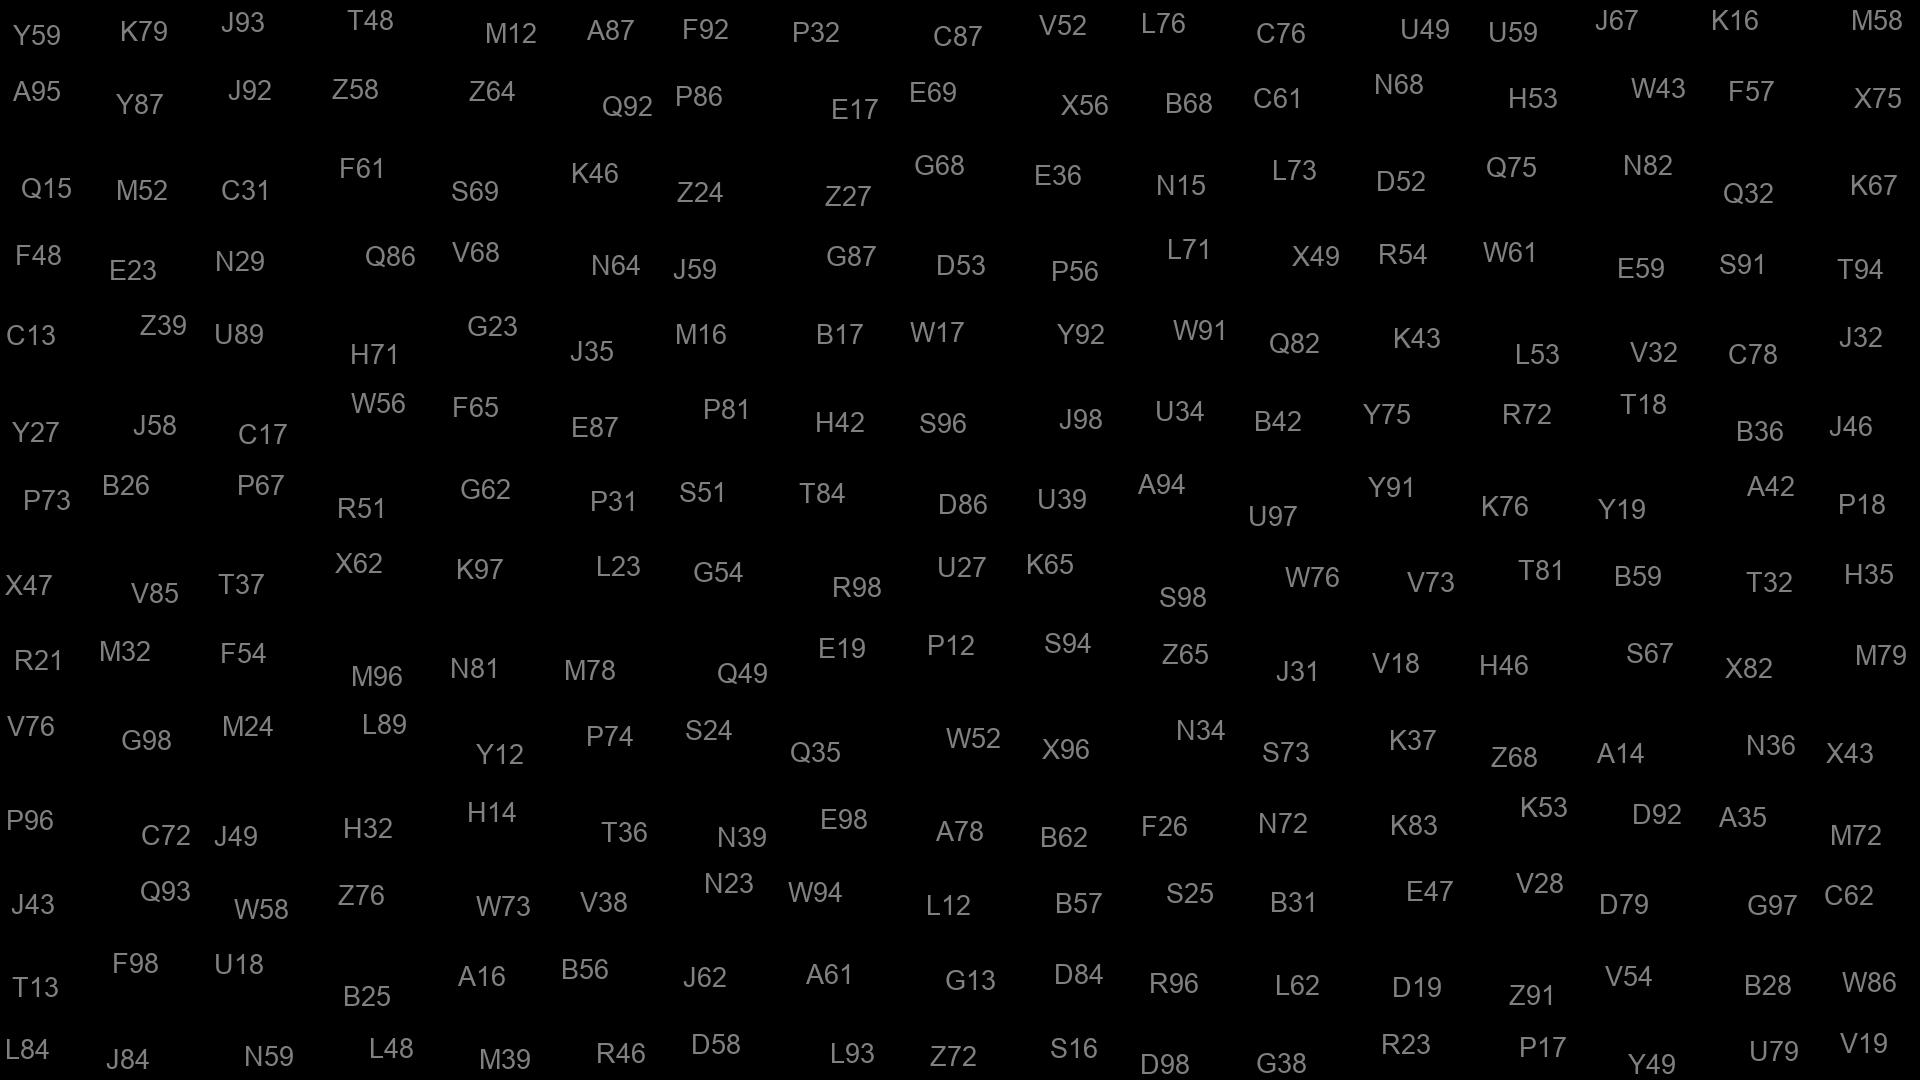 Y59 K79 J93 T48 M12 A87 F92 P32 C87 V52 L76 C76 U49 U59 J67 K16 M58
A95 Y87 J92 Z58 Z64 Q92 P86 E17 E69 X56 B68 C61 N68 H53 W43 F57 X75
Q15 M52 C31 F61 S69 K46 Z24 Z27 G68 E36 N15 L73 D52 Q75 N82 Q32 K67
F48 E23 N29 Q86 V68 N64 J59 G87 D53 P56 L71 X49 R54 W61 E59 S91 T94
C13 Z39 U89 H71 G23 J35 M16 B17 W17 Y92 W91 Q82 K43 L53 V32 C78 J32
Y27 J58 C17 W56 F65 E87 P81 H42 S96 J98 U34 B42 Y75 R72 T18 B36 J46
P73 B26 P67 R51 G62 P31 S51 T84 D86 U39 A94 U97 Y91 K76 Y19 A42 P18
X47 V85 T37 X62 K97 L23 G54 R98 U27 K65 S98 W76 V73 T81 B59 T32 H35
R21 M32 F54 M96 N81 M78 Q49 E19 P12 S94 Z65 J31 V18 H46 S67 X82 M79
V76 G98 M24 L89 Y12 P74 S24 Q35 W52 X96 N34 S73 K37 Z68 A14 N36 X43
P96 C72 J49 H32 H14 T36 N39 E98 A78 B62 F26 N72 K83 K53 D92 A35 M72
J43 Q93 W58 Z76 W73 V38 N23 W94 L12 B57 S25 B31 E47 V28 D79 G97 C62
T13 F98 U18 B25 A16 B56 J62 A61 G13 D84 R96 L62 D19 Z91 V54 B28 W86
L84 J84 N59 L48 M39 R46 D58 L93 Z72 S16 D98 G38 R23 P17 Y49 U79 V19